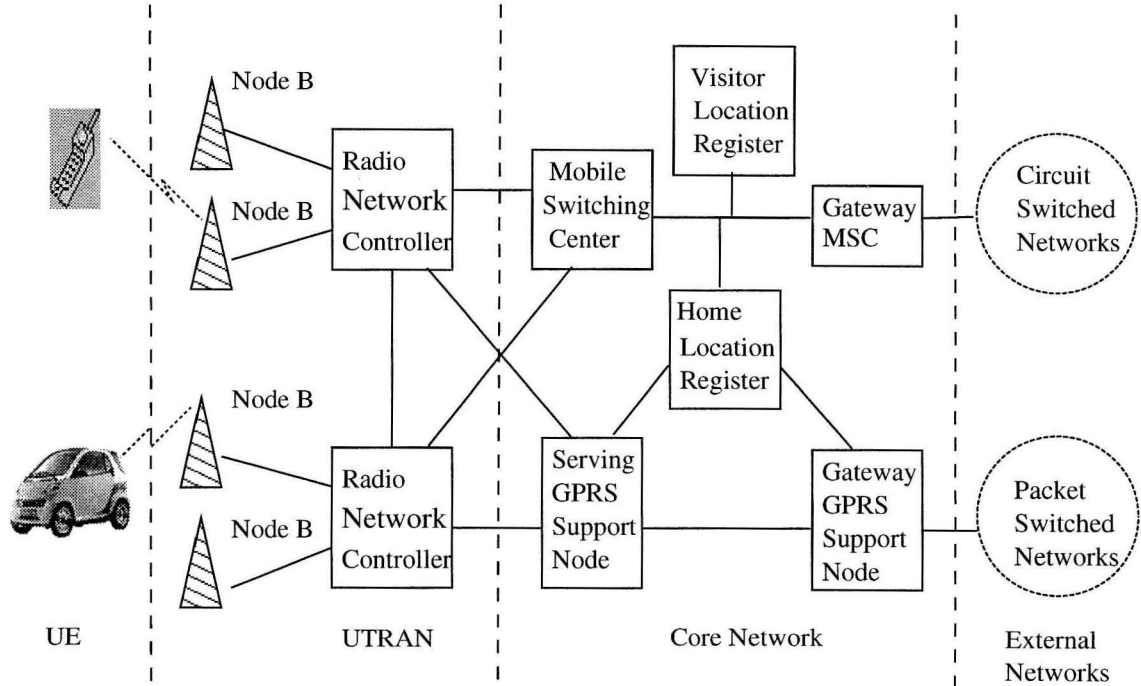 Node B
Node B
Radio
Network
Controller
Mobile
Switching
Center
Visitor
Location
Register
Gateway
MSC
Circuit
Switched
Networks
Home
Location
Register
Node B
Node B
Radio
Network
Controller
Serving
GPRS
Support
Node
Gateway
GPRS
Support
Node
Packet
Switched
Networks
UE
UTRAN
Core Network
External
Networks